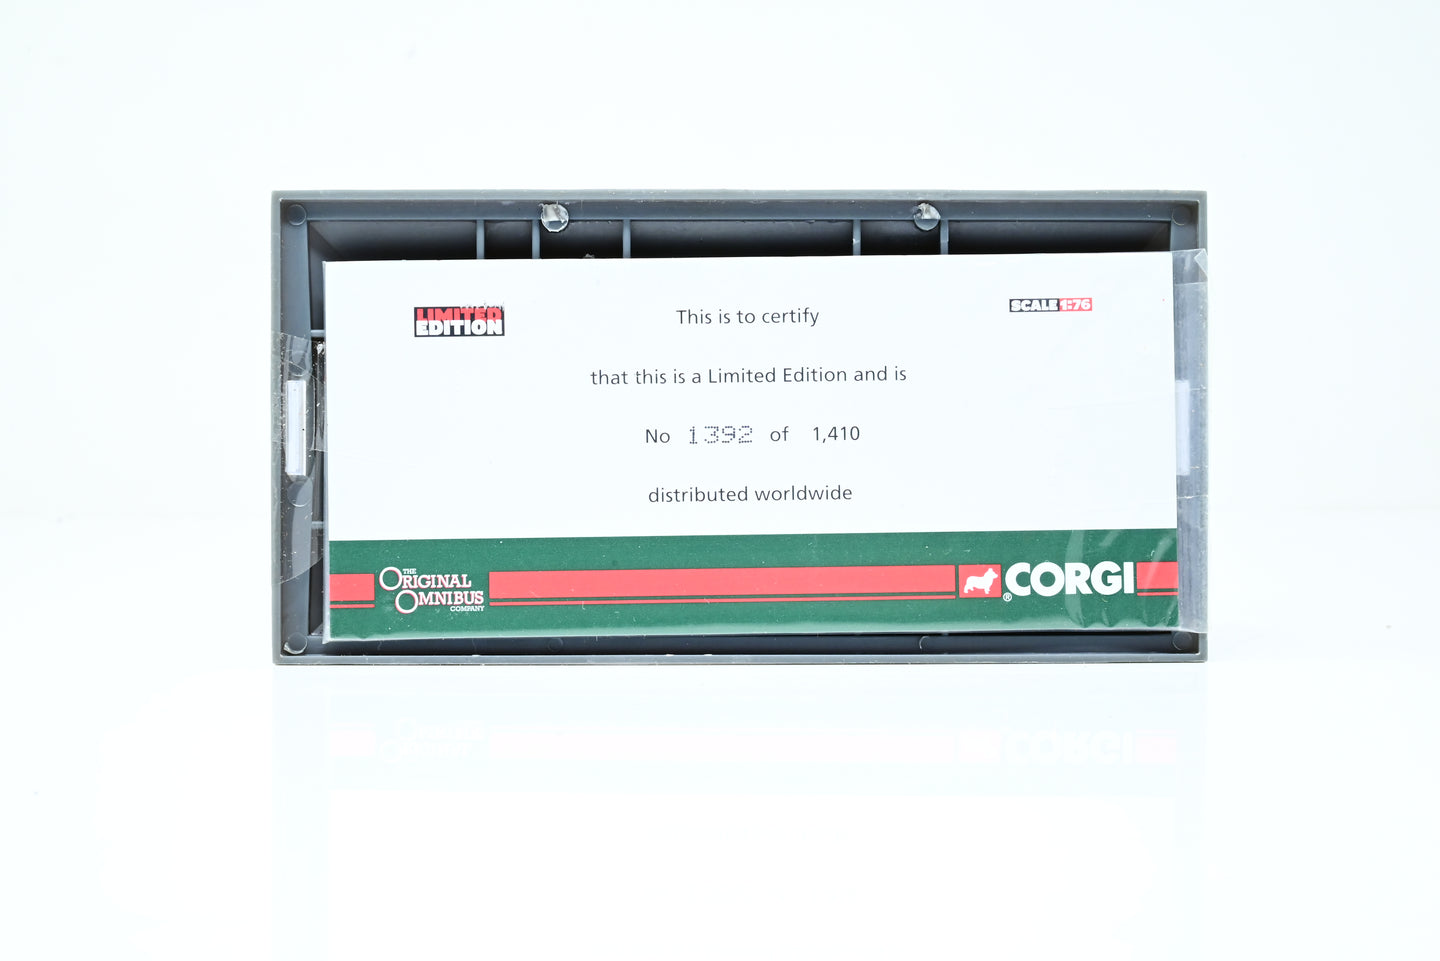 LIMITED EDITION
SCALE 1:76
This is to certify
that this is a Limited Edition and is
No 1392 of 1,410
distributed worldwide
THE
ORIGINAL
OMNIBUS
COMPANY
® CORGI